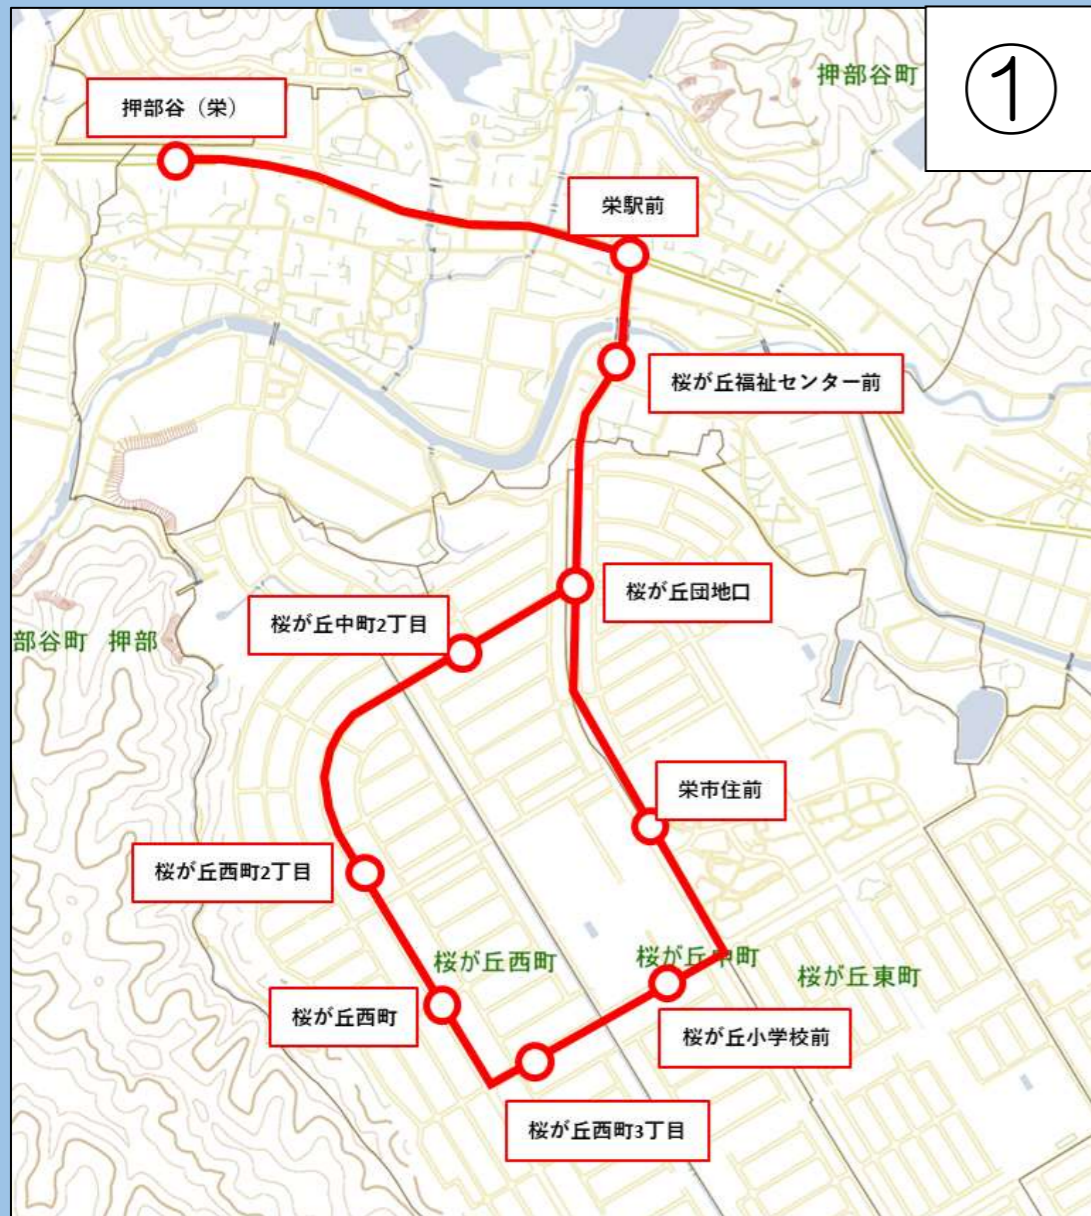 押部谷町
①
押部谷（栄）
栄駅前
桜が丘福祉センター前
桜が丘団地口
桜が丘中町2丁目
部谷町 押部
栄市住前
桜が丘西町2丁目
桜が丘西町
桜が丘中町
桜が丘東町
桜が丘西町
桜が丘小学校前
桜が丘西町3丁目